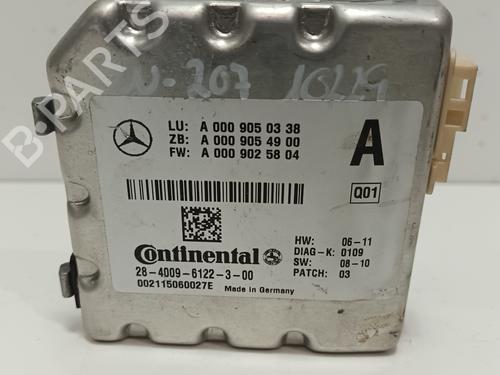 N-207
LU: A 000 905 03 38
ZB: A 000 905 49 00
FW: A 000 902 58 04
A
Q01
Continental
28-4009-6122-3-00
002115060027E Made in Germany
HW: 06-11
DIAG-K: 0109
SW: 08-10
PATCH: 03
B-PARTS